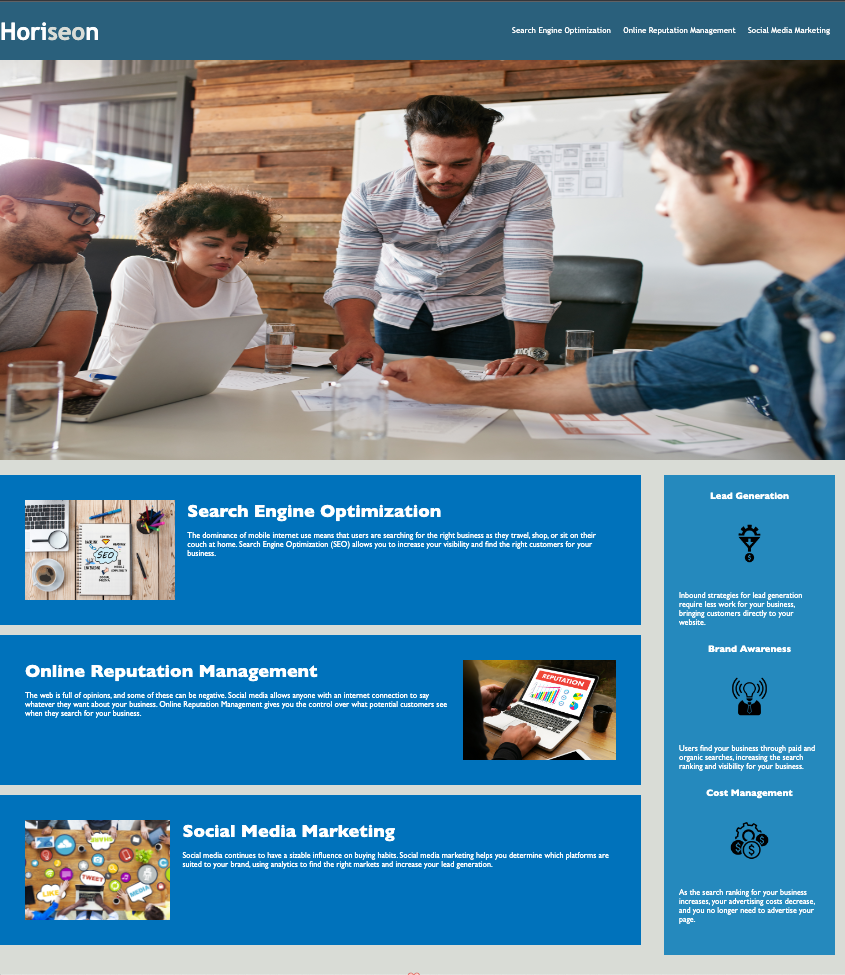 Horiseon
Search Engine Optimization Online Reputation Management Social Media Marketing
Search Engine Optimization
The dominance of mobile internet use means that users are searching for the right business as they travel, shop, or sit on their
couch at home. Search Engine Optimization (SEO) allows you to increase your visibility and find the right customers for your
business.
SEO
Online Reputation Management
The web is full of opinions, and some of these can be negative. Social media allows anyone with an internet connection to say
whatever they want about your business. Online Reputation Management gives you the control over what potential customers see
when they search for your business.
REPUTATION
Social Media Marketing
Social media continues to have a sizable influence on buying habits. Social media marketing helps you determine which platforms are
suited to your brand, using analytics to find the right markets and increase your lead generation.
TWEET
LIKE
MEDIA
Lead Generation
Inbound strategies for lead generation
require less work for your business,
bringing customers directly to your
website.
Brand Awareness
Users find your business through paid and
organic searches, increasing the search
ranking and visibility for your business.
Cost Management
As the search ranking for your business
increases, your advertising costs decrease,
and you no longer need to advertise your
page.